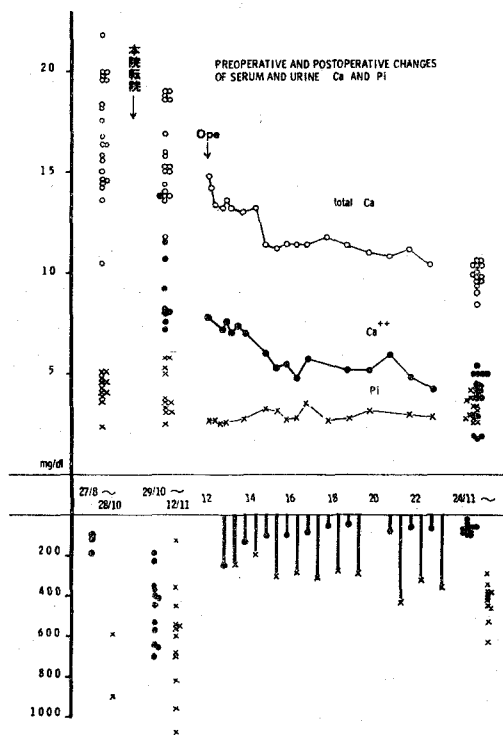 PREOPERATIVE AND POSTOPERATIVE CHANGES
OF SERUM AND URINE Ca AND Pi
本院転院
Ope
total Ca
Ca++
Pi
20
15
10
5
mg/dl
27/8 ～
28/10
29/10 ～
12/11
12 14 16 18 20 22 24/11 ～
200
400
600
800
1000